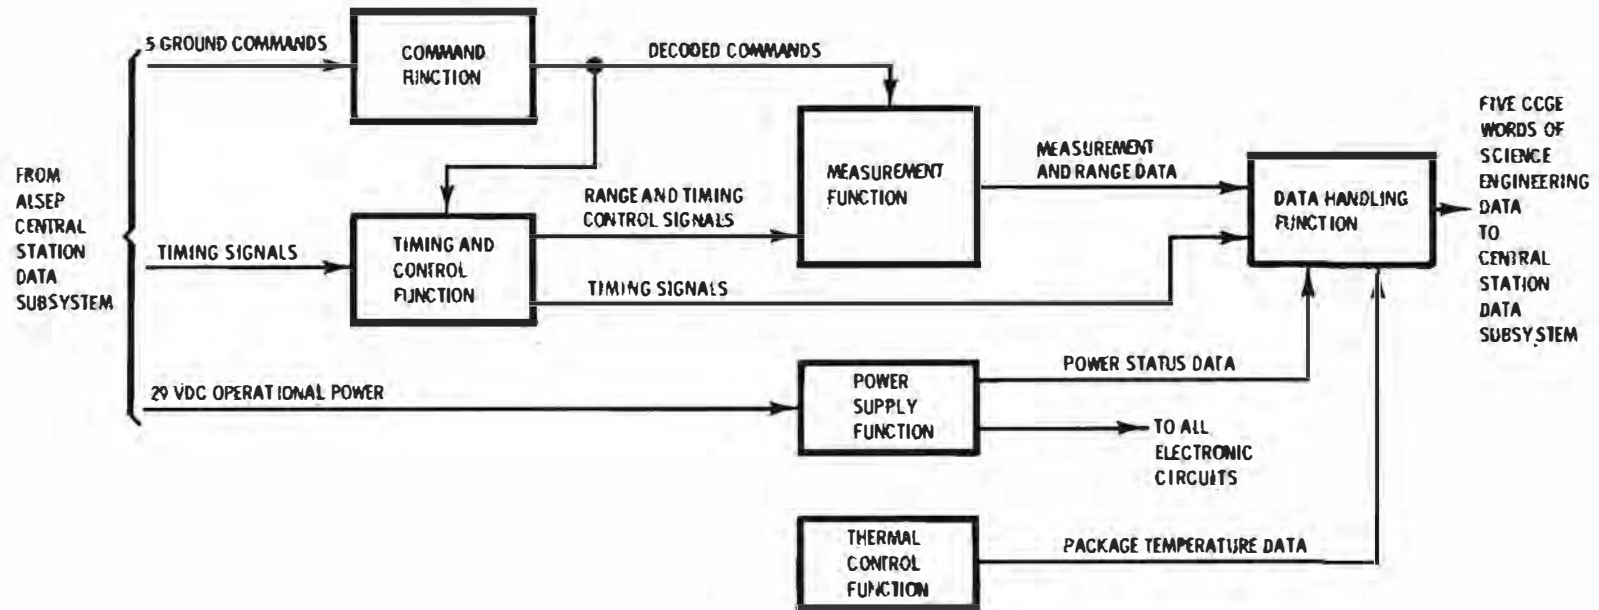 FROM
ALSEP
CENTRAL
STATION
DATA
SUBSYSTEM
5 GROUND COMMANDS
COMMAND
FUNCTION
DECODED COMMANDS
TIMING SIGNALS
TIMING AND
CONTROL
FUNCTION
RANGE AND TIMING
CONTROL SIGNALS
TIMING SIGNALS
MEASUREMENT
FUNCTION
MEASUREMENT
AND RANGE DATA
DATA HANDLING
FUNCTION
FIVE CCGE
WORDS OF
SCIENCE
ENGINEERING
DATA
TO
CENTRAL
STATION
DATA
SUBSYSTEM
29 VDC OPERATIONAL POWER
POWER
SUPPLY
FUNCTION
POWER STATUS DATA
TO ALL
ELECTRONIC
CIRCUITS
THERMAL
CONTROL
FUNCTION
PACKAGE TEMPERATURE DATA